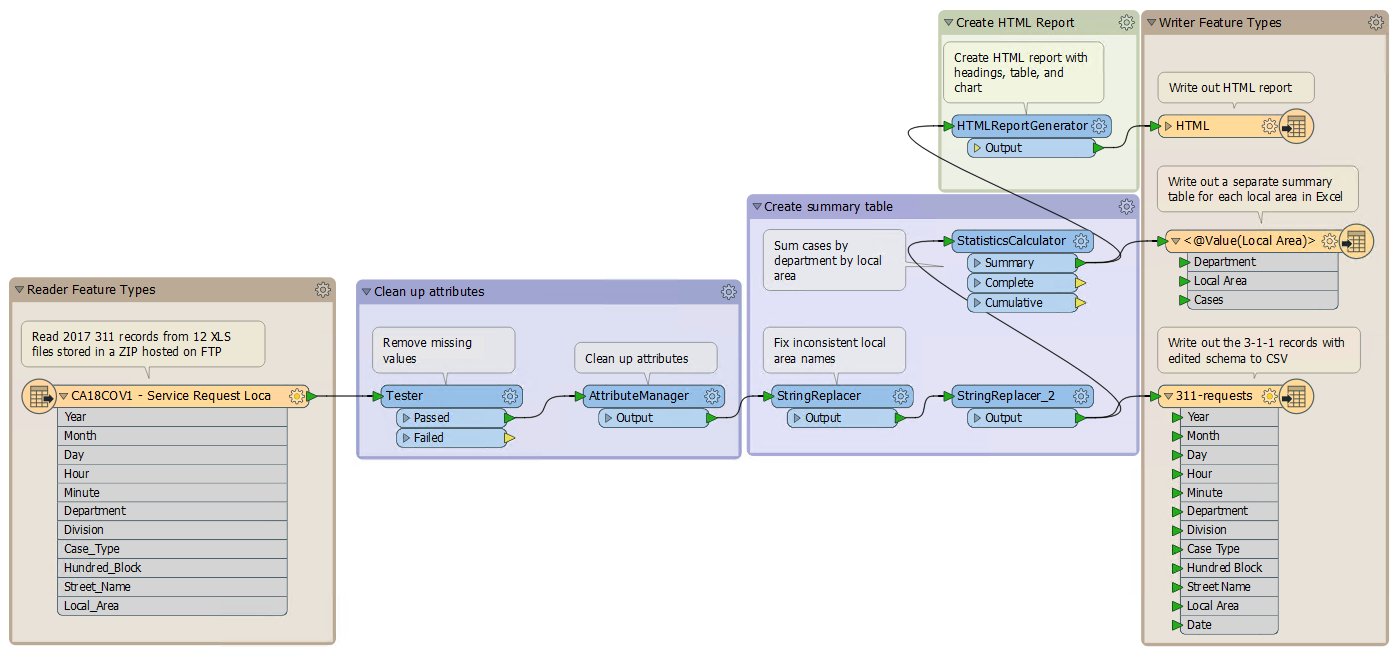 Reader Feature Types
Read 2017 311 records from 12 XLS
files stored in a ZIP hosted on FTP
CA18COV1 - Service Request Loca
Year
Month
Day
Hour
Minute
Department
Division
Case_Type
Hundred_Block
Street_Name
Local_Area
Clean up attributes
Remove missing
values
Tester
Passed
Failed
Clean up attributes
AttributeManager
Output
Create summary table
Sum cases by
department by local
area
StatisticsCalculator
Summary
Complete
Cumulative
Fix inconsistent local
area names
StringReplacer
Output
StringReplacer_2
Output
Create HTML Report
Create HTML report with
headings, table, and
chart
HTMLReportGenerator
Output
Writer Feature Types
Write out HTML report
HTML
Write out a separate summary
table for each local area in Excel
<@Value(Local Area)>
Department
Local Area
Cases
Write out the 3-1-1 records with
edited schema to CSV
311-requests
Year
Month
Day
Hour
Minute
Department
Division
Case Type
Hundred Block
Street Name
Local Area
Date